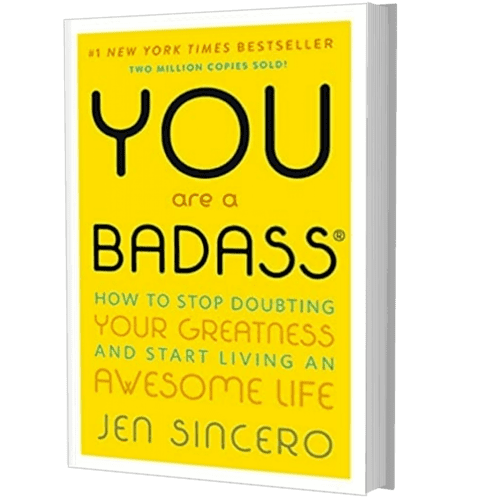 #1 NEW YORK TIMES BESTSELLER
TWO MILLION COPIES SOLD!
YOU
are a
BADASS®
HOW TO STOP DOUBTING
YOUR GREATNESS
AND START LIVING AN
AWESOME LIFE
JEN SINCERO